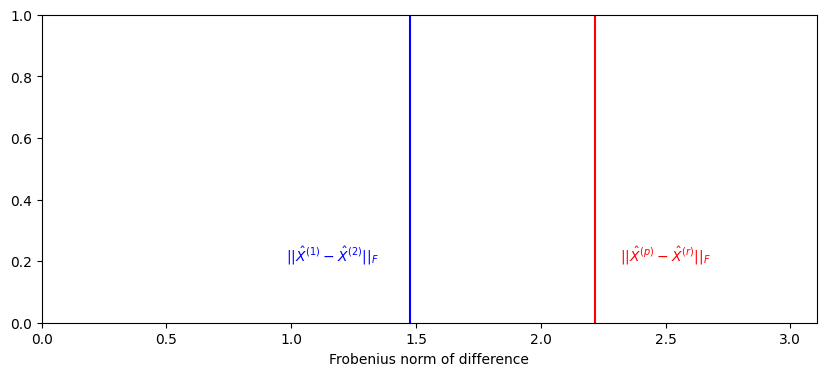 1.0
0.8
0.6
0.4
0.2
0.0
||X̂⁽¹⁾ − X̂⁽²⁾||_F
||X̂⁽ᵖ⁾ − X̂⁽ʳ⁾||_F
0.0 0.5 1.0 1.5 2.0 2.5 3.0
Frobenius norm of difference